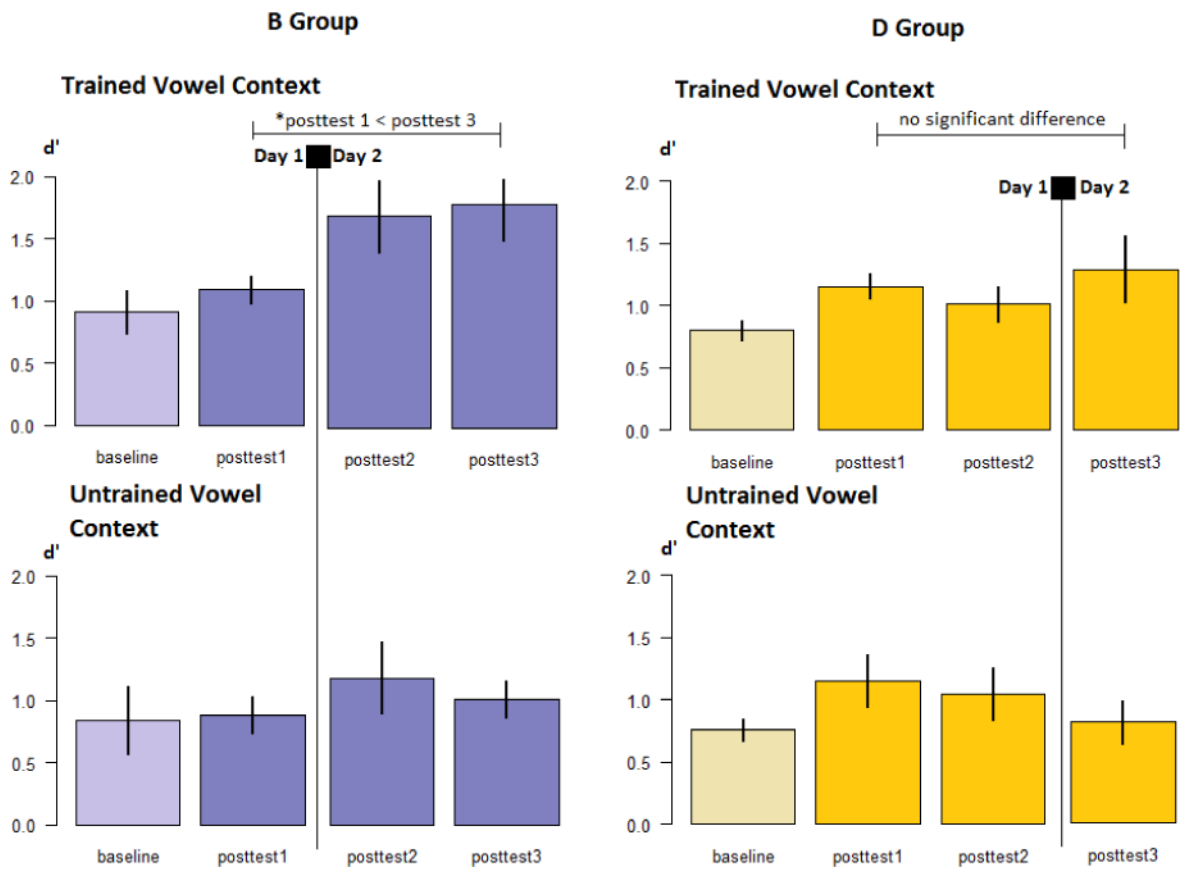 B Group
Trained Vowel Context
*posttest 1 < posttest 3
d'
Day 1 Day 2
2.0
1.5
1.0
0.5
0.0
baseline posttest1 posttest2 posttest3
Untrained Vowel
Context
d'
2.0
1.5
1.0
0.5
0.0
baseline posttest1 posttest2 posttest3
D Group
Trained Vowel Context
no significant difference
d'
Day 1 Day 2
2.0
1.5
1.0
0.5
0.0
baseline posttest1 posttest2 posttest3
Untrained Vowel
Context
d'
2.0
1.5
1.0
0.5
0.0
baseline posttest1 posttest2 posttest3